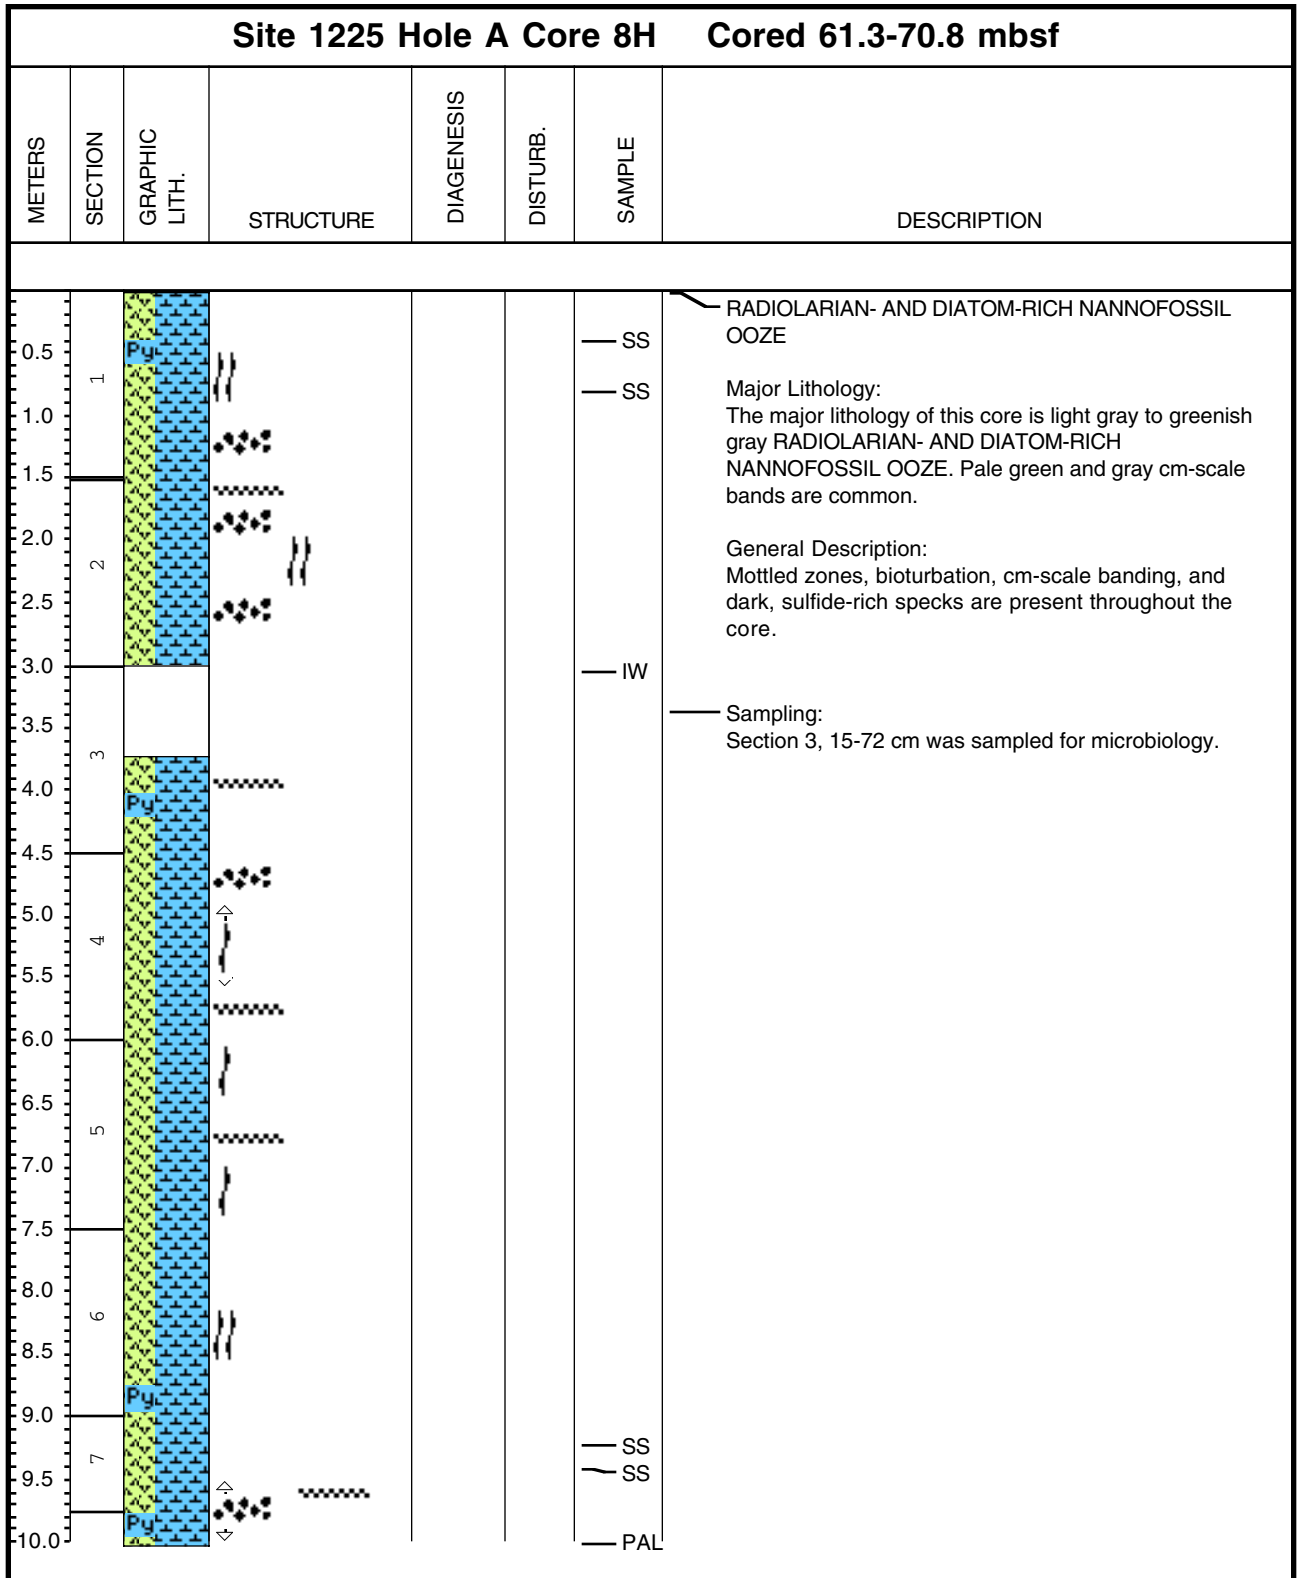 Site 1225 Hole A Core 8H Cored 61.3-70.8 mbsf
METERS
SECTION
GRAPHIC
LITH.
STRUCTURE
DIAGENESIS
DISTURB.
SAMPLE
DESCRIPTION
0.5
1.0
1.5
2.0
2.5
3.0
3.5
4.0
4.5
5.0
5.5
6.0
6.5
7.0
7.5
8.0
8.5
9.0
9.5
10.0
1
2
3
4
5
6
7
Py
Py
Py
Py
SS
SS
IW
SS
SS
PAL
RADIOLARIAN- AND DIATOM-RICH NANNOFOSSIL
OOZE
Major Lithology:
The major lithology of this core is light gray to greenish
gray RADIOLARIAN- AND DIATOM-RICH
NANNOFOSSIL OOZE. Pale green and gray cm-scale
bands are common.
General Description:
Mottled zones, bioturbation, cm-scale banding, and
dark, sulfide-rich specks are present throughout the
core.
Sampling:
Section 3, 15-72 cm was sampled for microbiology.